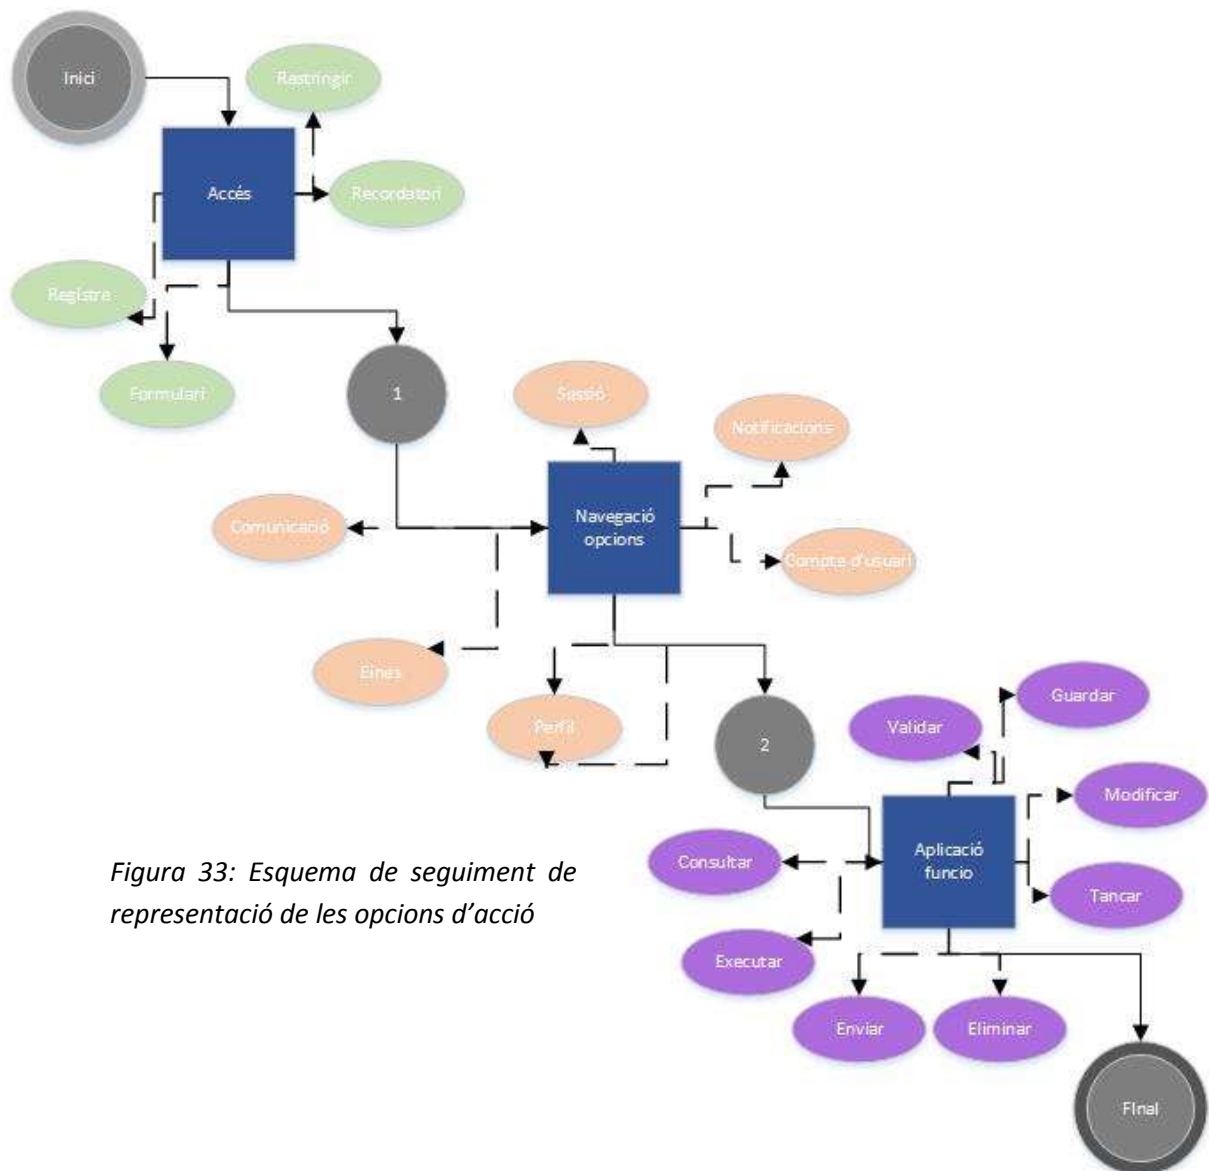 Inici
Rastringir
Accés
Recordatori
Registre
Formulari
1
Sessió
Notificacions
Navegació
opcions
Comunicació
Compte d'usuari
Eines
Perfil
2
Validar
Guardar
Modificar
Consultar
Aplicació
funcio
Tancar
Executar
Enviar
Eliminar
FInal
Figura 33: Esquema de seguiment de
representació de les opcions d'acció